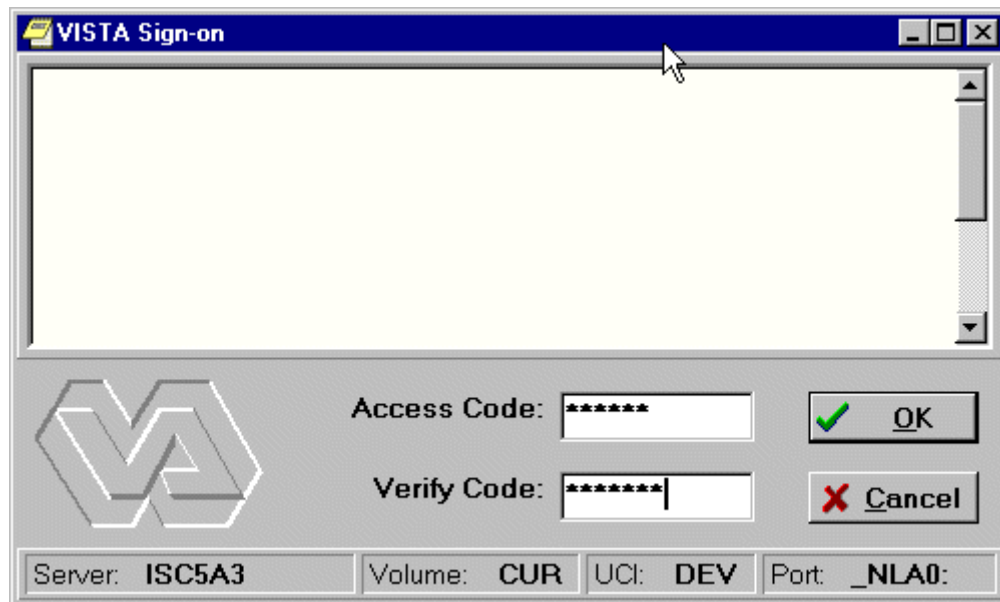 VISTA Sign-on
Access Code: ******
OK
Verify Code: *******
Cancel
Server: ISC5A3 Volume: CUR UCI: DEV Port: _NLA0: